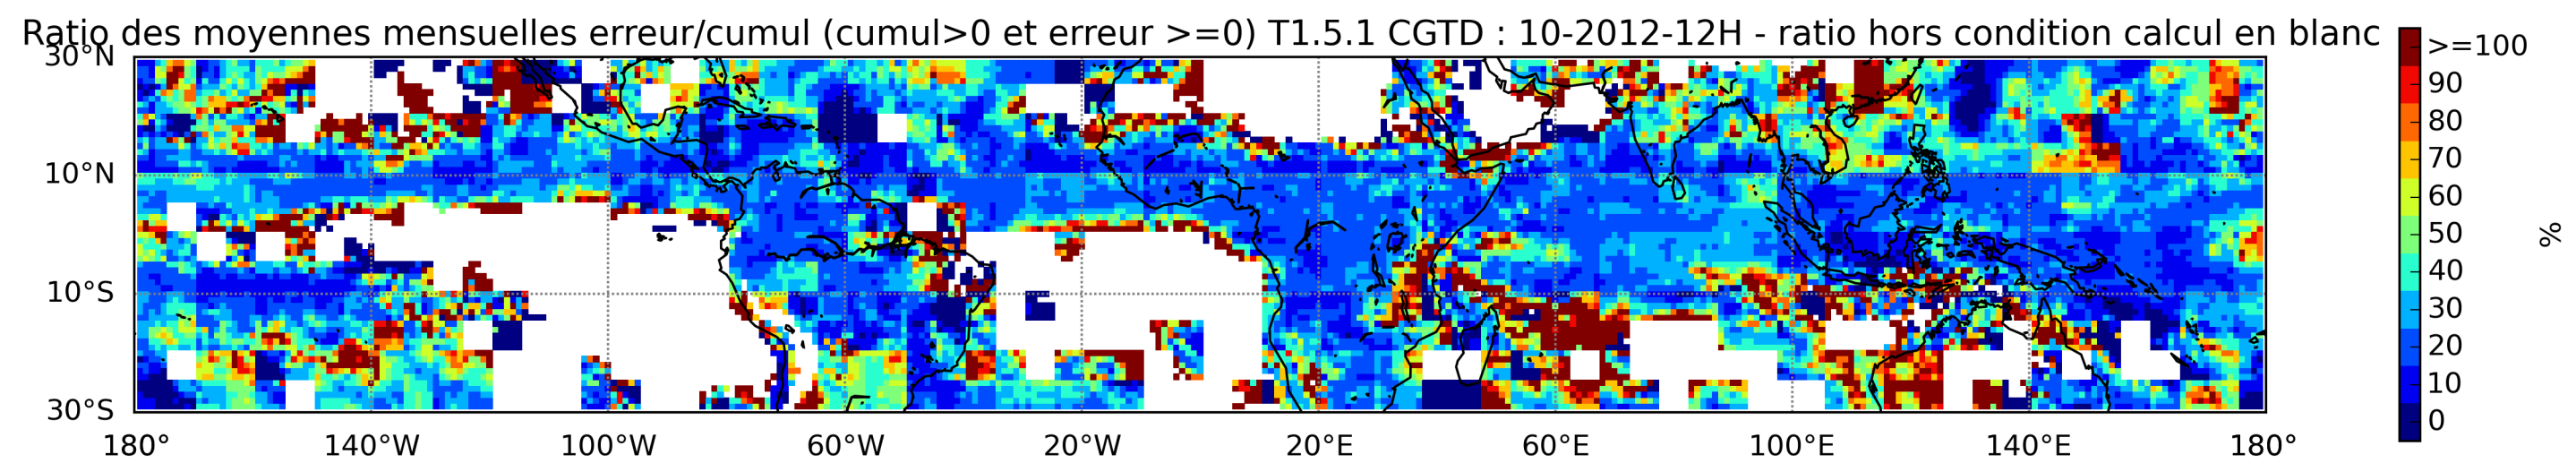 Ratio des moyennes mensuelles erreur/cumul (cumul>0 et erreur >=0) T1.5.1 CGTD : 10-2012-12H - ratio hors condition calcul en blanc
30°N
10°N
10°S
30°S
180°
140°W
100°W
60°W
20°W
20°E
60°E
100°E
140°E
180°
>=100
90
80
70
60
50
40
30
20
10
0
%